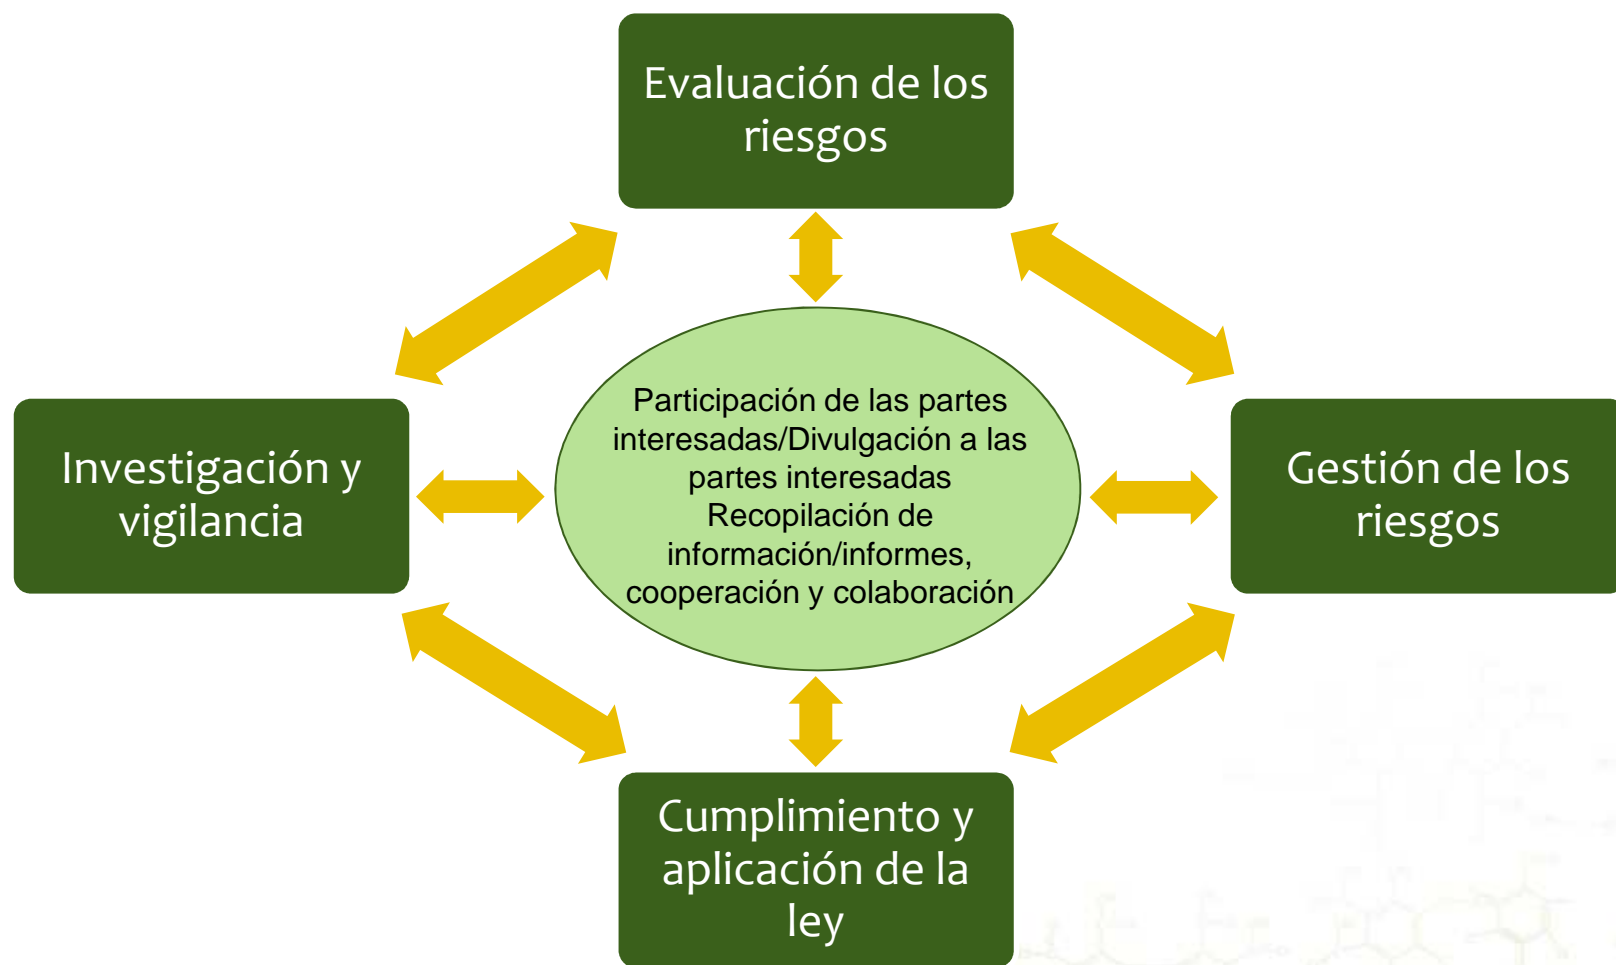 Evaluación de los
riesgos
Participación de las partes
interesadas/Divulgación a las
partes interesadas
Recopilación de
información/informes,
cooperación y colaboración
Investigación y
vigilancia
Gestión de los
riesgos
Cumplimiento y
aplicación de la
ley